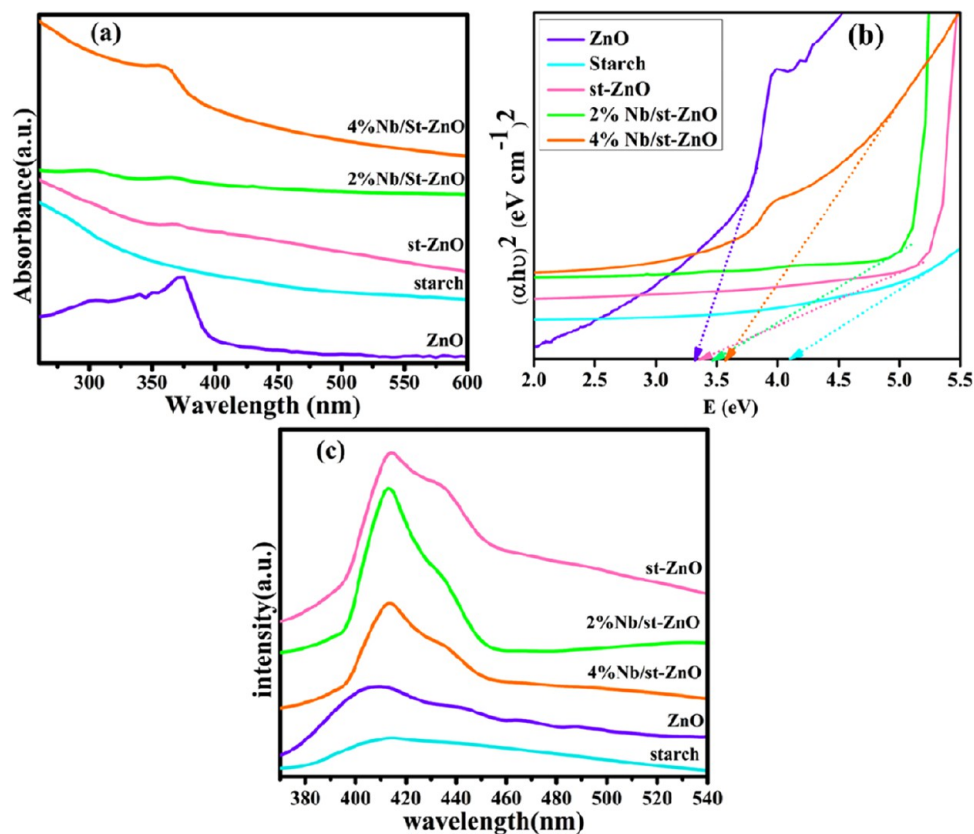 (a)
4%Nb/St-ZnO
2%Nb/St-ZnO
st-ZnO
starch
ZnO
Absorbance(a.u.)
300 350 400 450 500 550 600
Wavelength (nm)
(b)
ZnO
Starch
st-ZnO
2% Nb/st-ZnO
4% Nb/st-ZnO
(αhυ)2 (eV cm-1)2
2.0 2.5 3.0 3.5 4.0 4.5 5.0 5.5
E (eV)
(c)
st-ZnO
2%Nb/st-ZnO
4%Nb/st-ZnO
ZnO
starch
intensity(a.u.)
380 400 420 440 460 480 500 520 540
wavelength(nm)